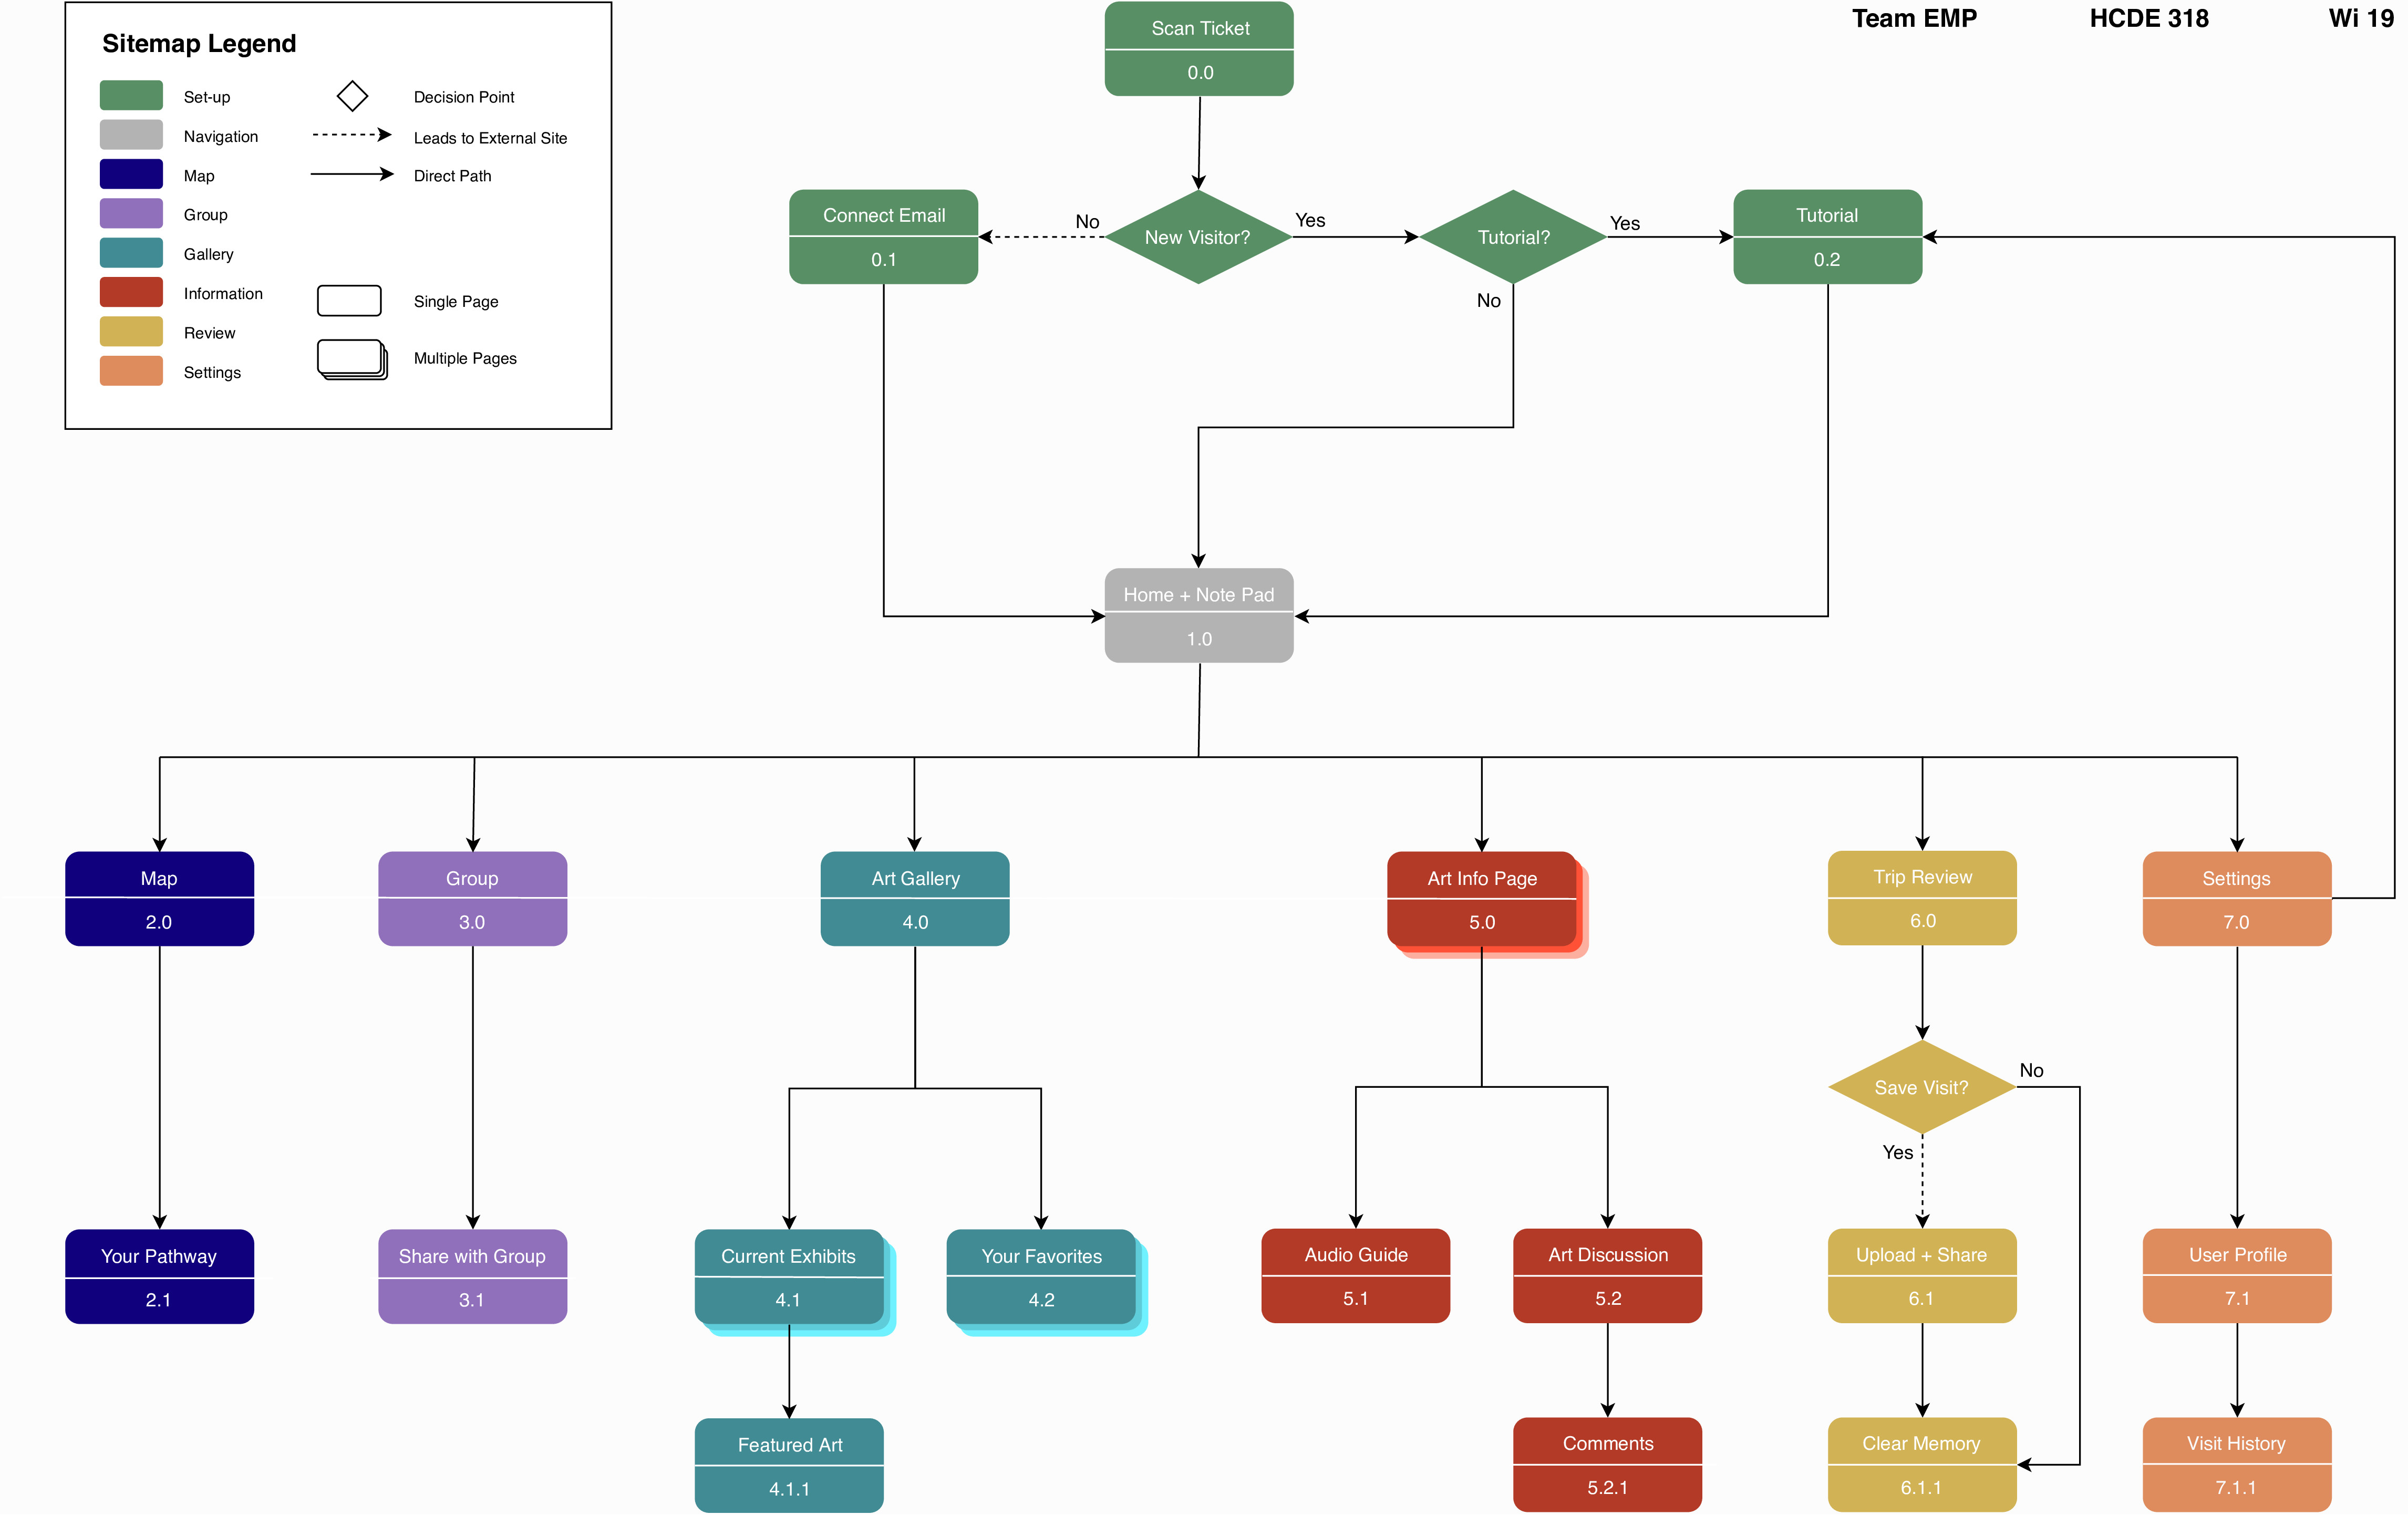 Team EMP HCDE 318 Wi 19
Sitemap Legend
Set-up
Navigation
Map
Group
Gallery
Information
Review
Settings
Decision Point
Leads to External Site
Direct Path
Single Page
Multiple Pages
Scan Ticket
0.0
Connect Email
0.1
No
New Visitor?
Yes
Tutorial?
Yes
No
Tutorial
0.2
Home + Note Pad
1.0
Map
2.0
Group
3.0
Art Gallery
4.0
Art Info Page
5.0
Trip Review
6.0
Settings
7.0
Save Visit?
No
Yes
Your Pathway
2.1
Share with Group
3.1
Current Exhibits
4.1
Your Favorites
4.2
Audio Guide
5.1
Art Discussion
5.2
Upload + Share
6.1
User Profile
7.1
Featured Art
4.1.1
Comments
5.2.1
Clear Memory
6.1.1
Visit History
7.1.1